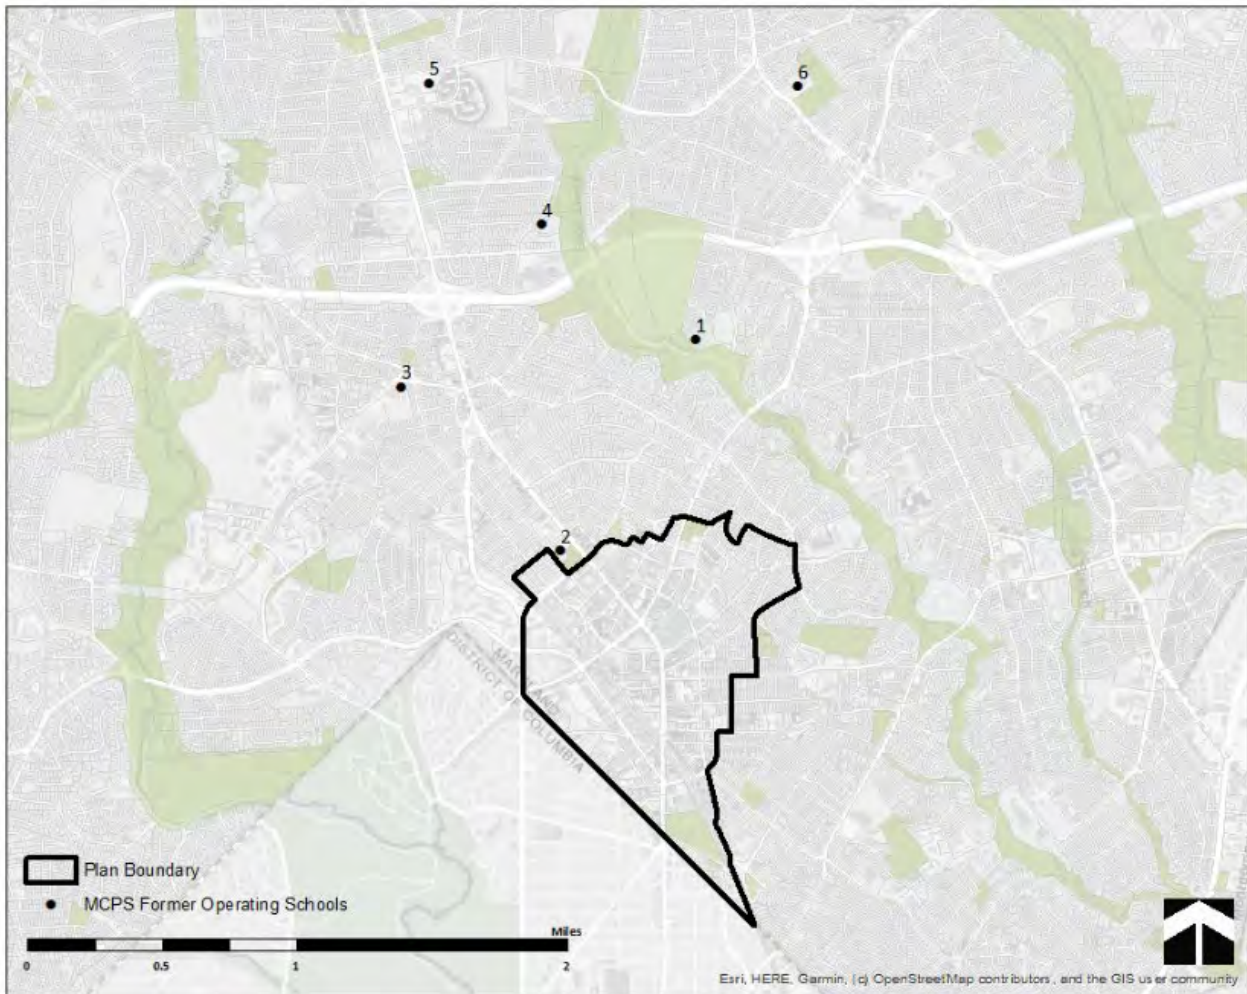 5
6
4
1
3
2
MARYLAND
DISTRICT OF COLUMBIA
Plan Boundary
MCPS Former Operating Schools
Miles
0 0.5 1 2
Esri, HERE, Garmin, (c) OpenStreetMap contributors, and the GIS user community